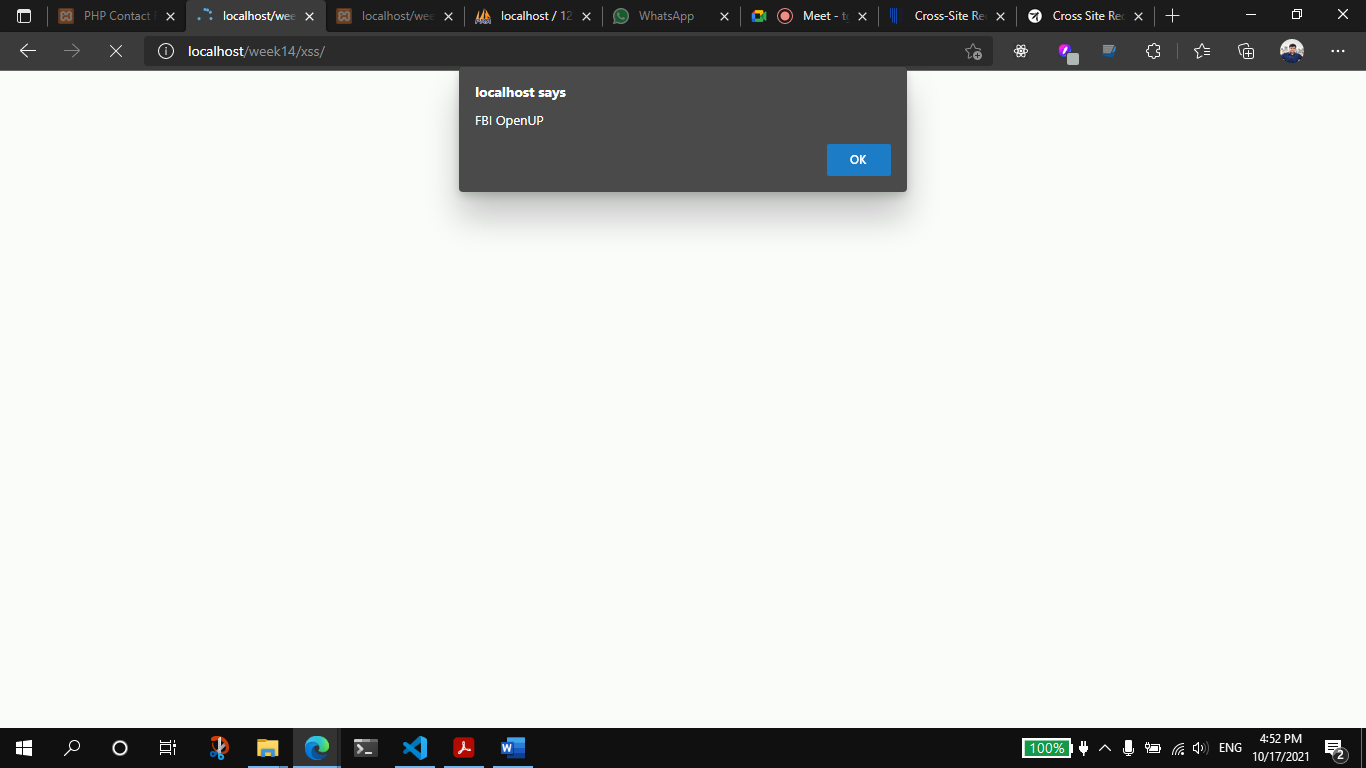 PHP Contact
localhost/wee
localhost/wee
localhost / 12
WhatsApp
Meet -
Cross-Site Re
Cross Site Rec
localhost/week14/xss/
localhost says
FBI OpenUP
OK
100%
ENG
4:52 PM
10/17/2021
2